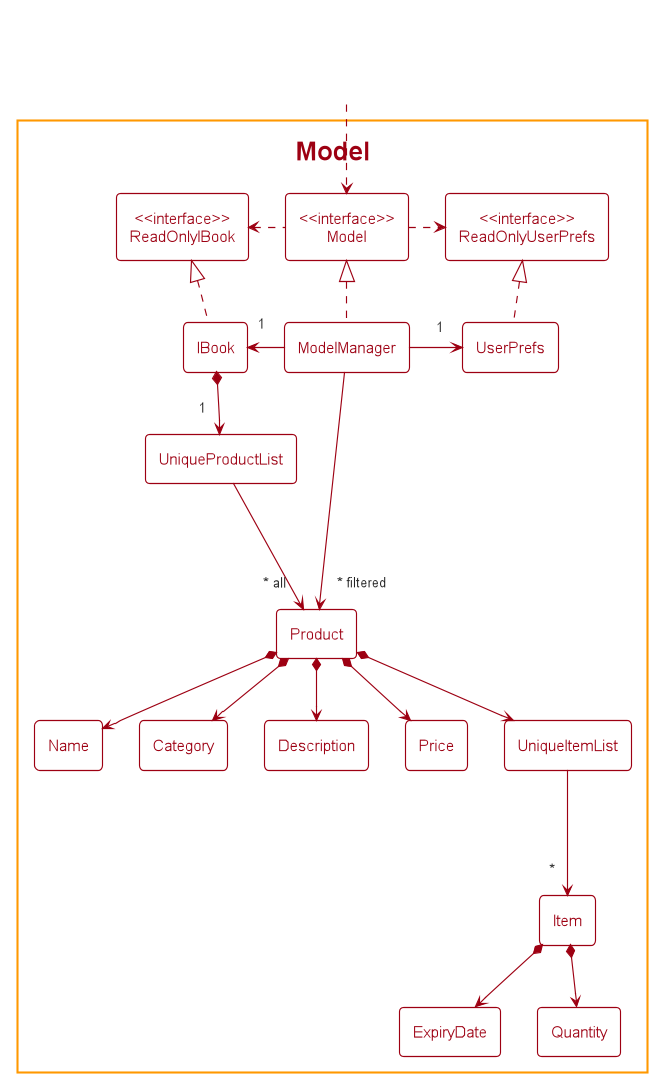 Model
<<interface>>
ReadOnlyIBook
<<interface>>
Model
<<interface>>
ReadOnlyUserPrefs
1
1
IBook
ModelManager
UserPrefs
1
UniqueProductList
* all
* filtered
Product
Name
Category
Description
Price
UniqueItemList
*
Item
ExpiryDate
Quantity